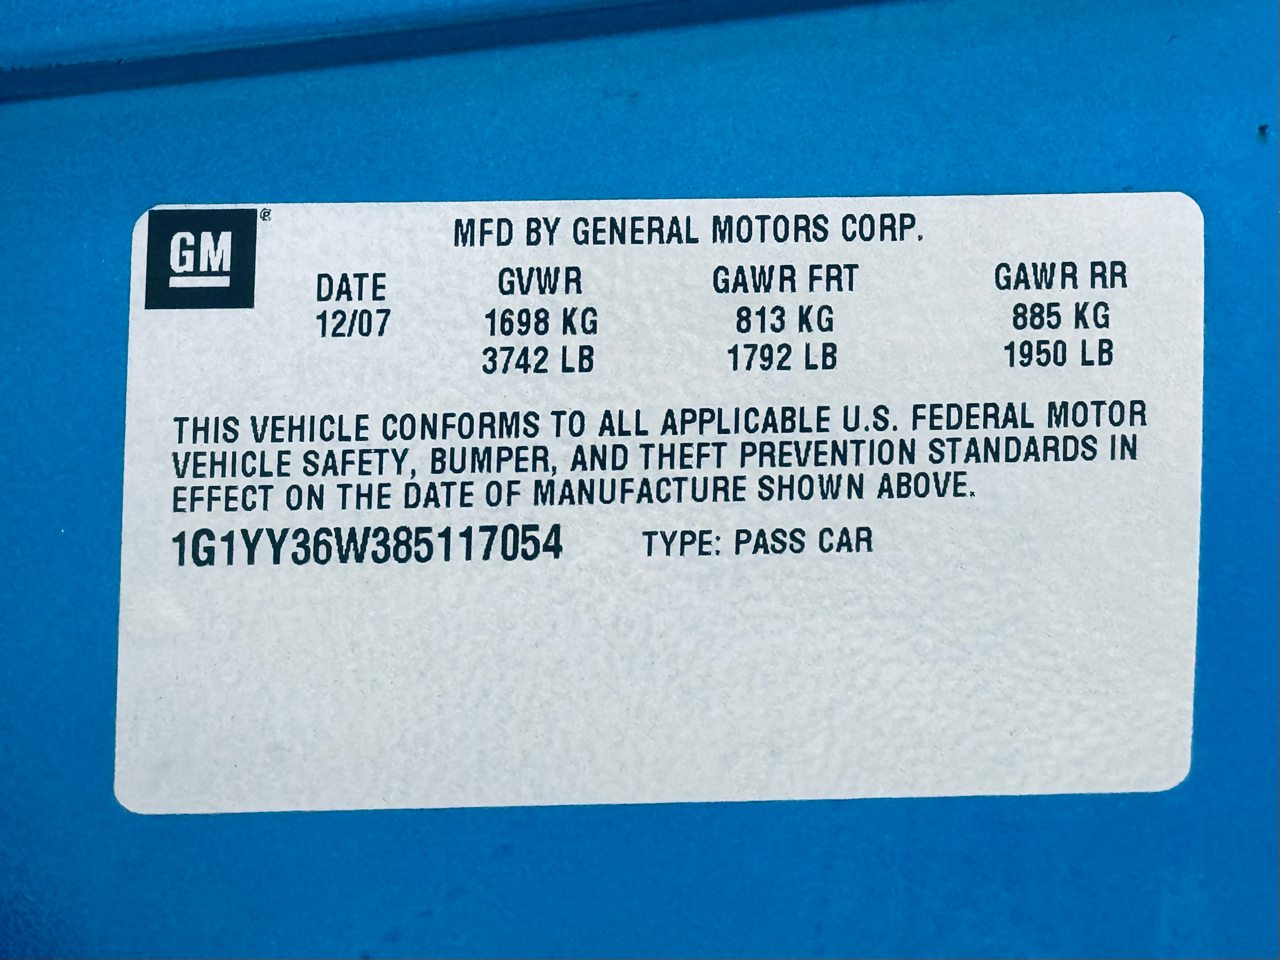 GM ®
MFD BY GENERAL MOTORS CORP.
DATE GVWR GAWR FRT GAWR RR
12/07 1698 KG 813 KG 885 KG
3742 LB 1792 LB 1950 LB
THIS VEHICLE CONFORMS TO ALL APPLICABLE U.S. FEDERAL MOTOR
VEHICLE SAFETY, BUMPER, AND THEFT PREVENTION STANDARDS IN
EFFECT ON THE DATE OF MANUFACTURE SHOWN ABOVE.
1G1YY36W385117054 TYPE: PASS CAR